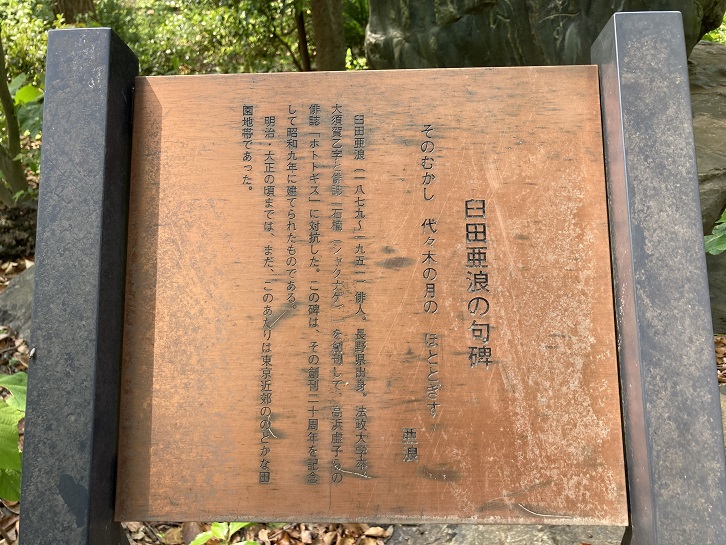 臼田亜浪の句碑
そのむかし 代々木の月の ほととぎす
亜浪
臼田亜浪(一八七九~一九五一)俳人。長野県出身。法政大学卒
大須賀乙字と俳誌「石楠(シャクナゲ)」を創刊して、高浜虚子らの
俳誌「ホトトギス」に対抗した。この碑は、その創刊二十周年を記念
して昭和九年に建てられたものである。
明治・大正の頃までは、まだ、このあたりは東京近郊ののどかな田
園地帯であった。